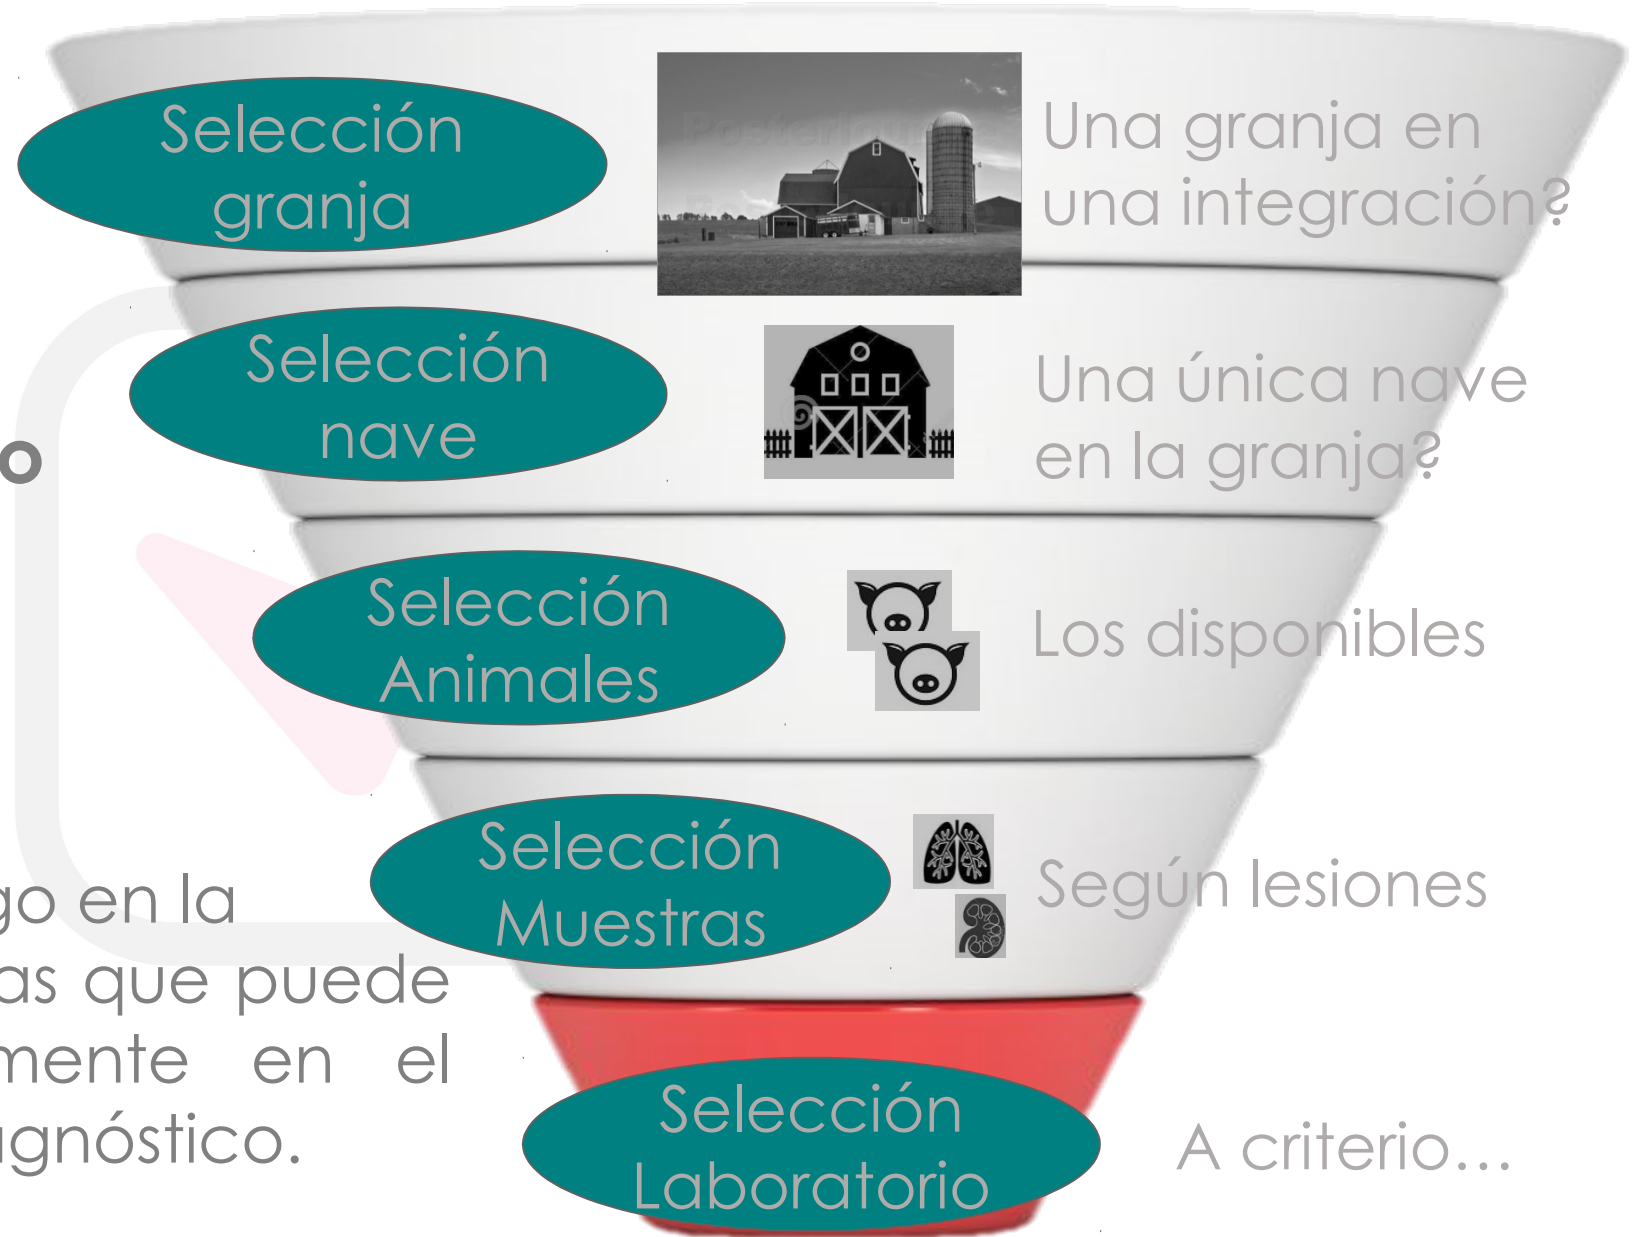 Selección
granja
Una granja en
una integración?
Selección
nave
Una única nave
en la granja?
o
Selección
Animales
Los disponibles
Selección
Muestras
Según lesiones
go en la
as que puede
mente en el
agnóstico.
Selección
Laboratorio
A criterio...